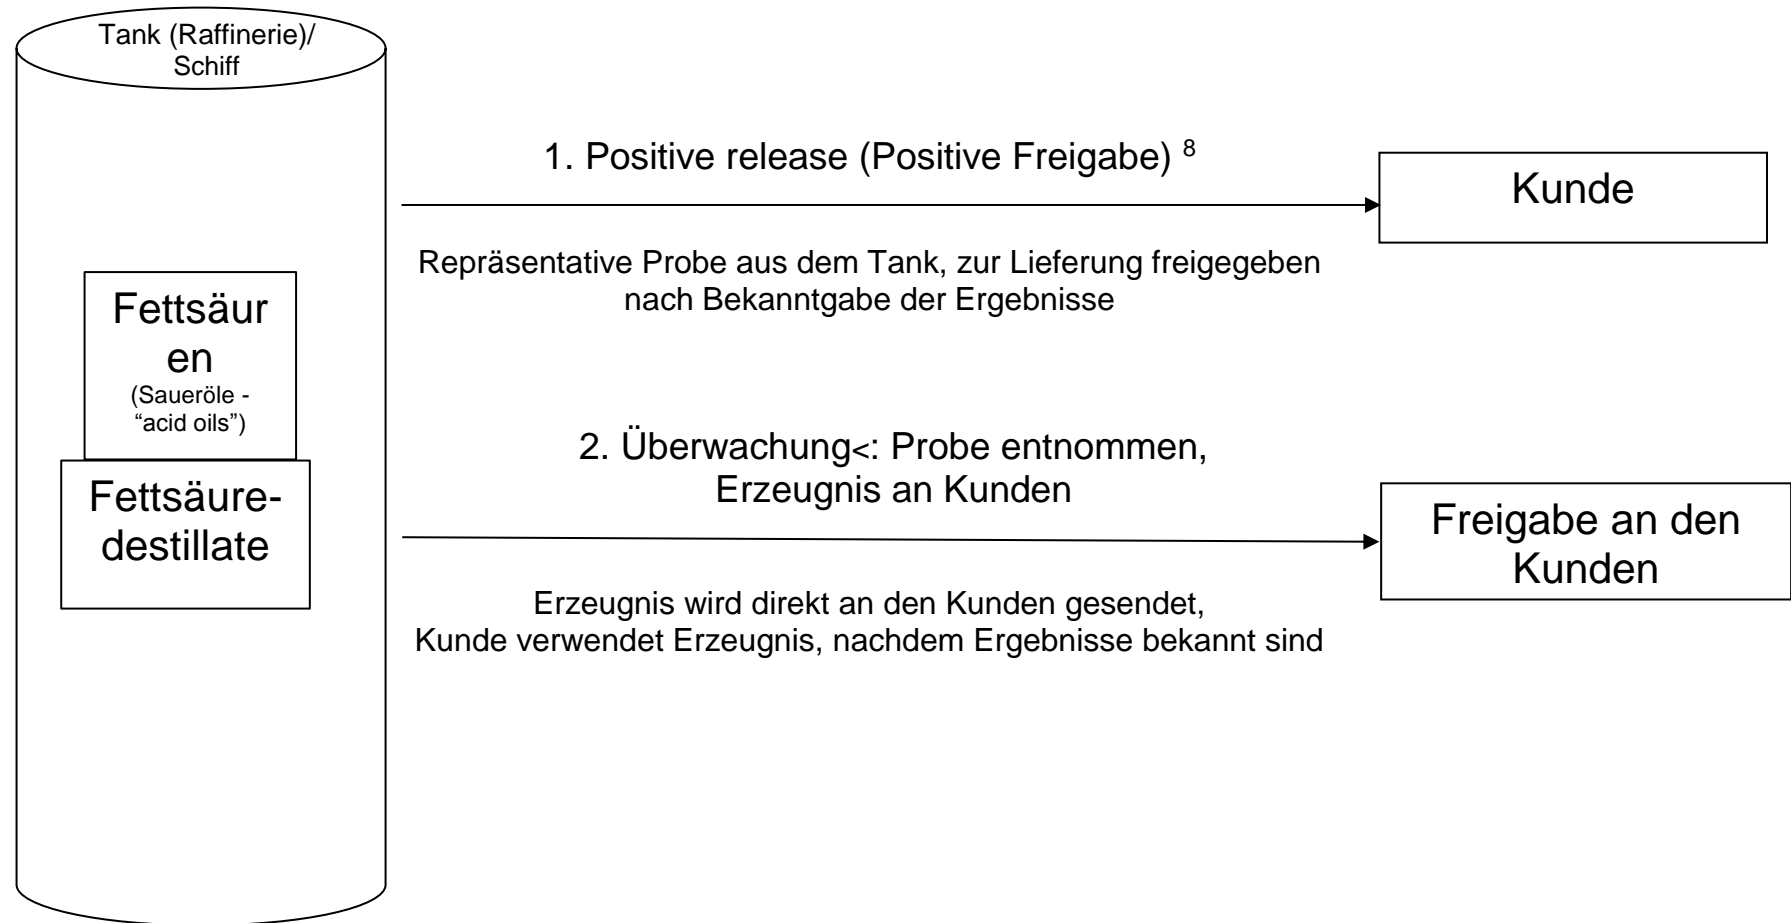 Tank (Raffinerie)/
Schiff
1. Positive release (Positive Freigabe) 8
Kunde
Repräsentative Probe aus dem Tank, zur Lieferung freigegeben
nach Bekanntgabe der Ergebnisse
Fettsäur
en
(Saueröle -
“acid oils”)
2. Überwachung<: Probe entnommen,
Erzeugnis an Kunden
Fettsäure-
destillate
Freigabe an den
Kunden
Erzeugnis wird direkt an den Kunden gesendet,
Kunde verwendet Erzeugnis, nachdem Ergebnisse bekannt sind